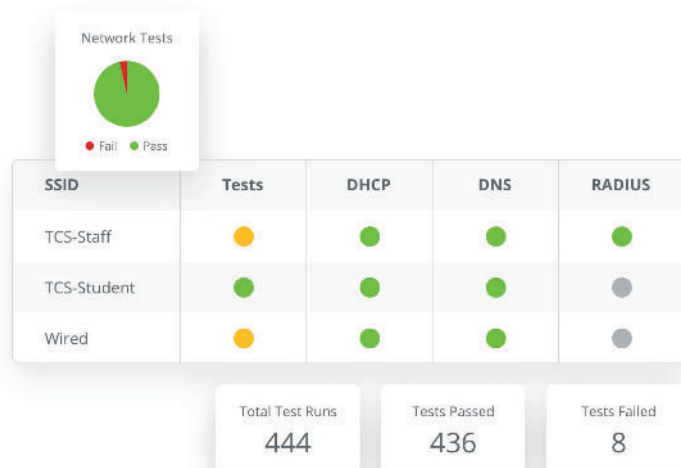 Network Tests
Fail Pass
SSID Tests DHCP DNS RADIUS
TCS-Staff
TCS-Student
Wired
Total Test Runs Tests Passed Tests Failed
444 436 8